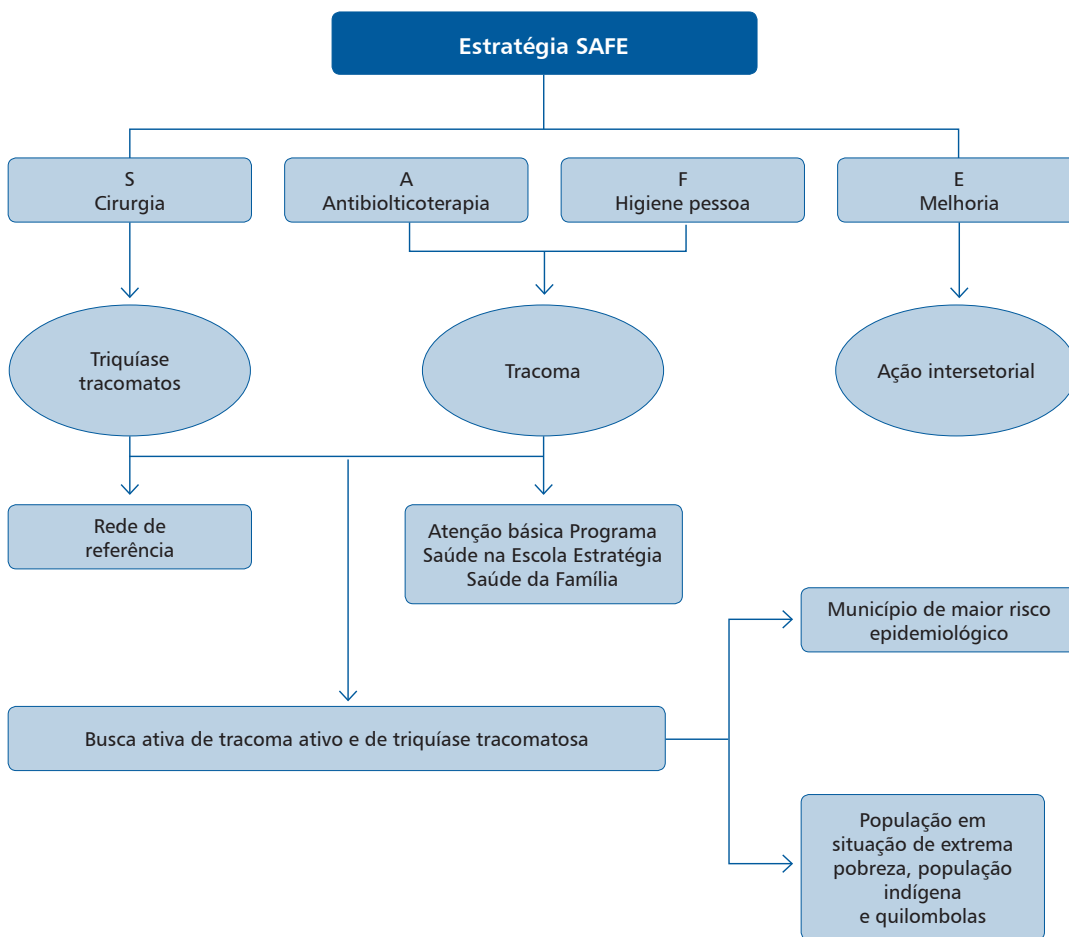 Estratégia SAFE
S
Cirurgia
A
Antibiolticoterapia
F
Higiene pessoa
E
Melhoria
Triquíase
tracomatos
Tracoma
Ação intersetorial
Rede de
referência
Atenção básica Programa
Saúde na Escola Estratégia
Saúde da Família
Município de maior risco
epidemiológico
Busca ativa de tracoma ativo e de triquíase tracomatosa
População em
situação de extrema
pobreza, população
indígena
e quilombolas